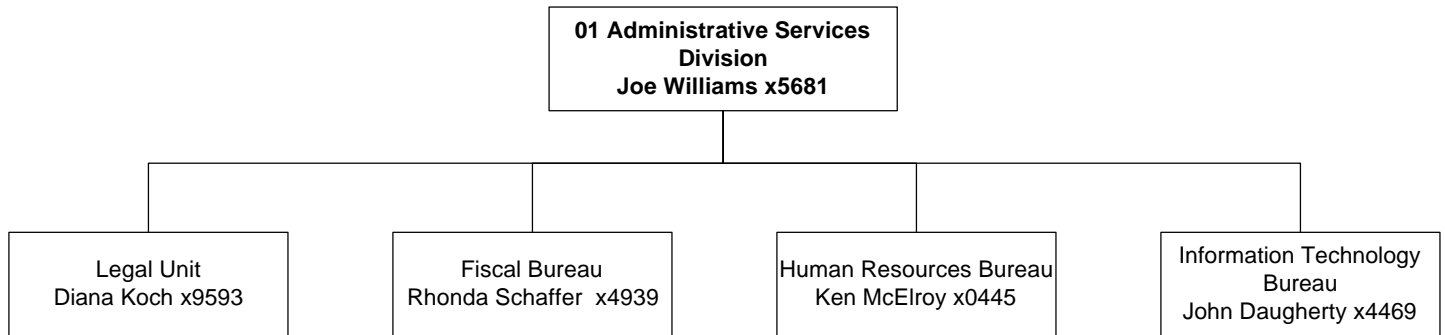 01 Administrative Services
Division
Joe Williams x5681
Legal Unit
Diana Koch x9593
Fiscal Bureau
Rhonda Schaffer  x4939
Human Resources Bureau
Ken McElroy x0445
Information Technology
Bureau
John Daugherty x4469